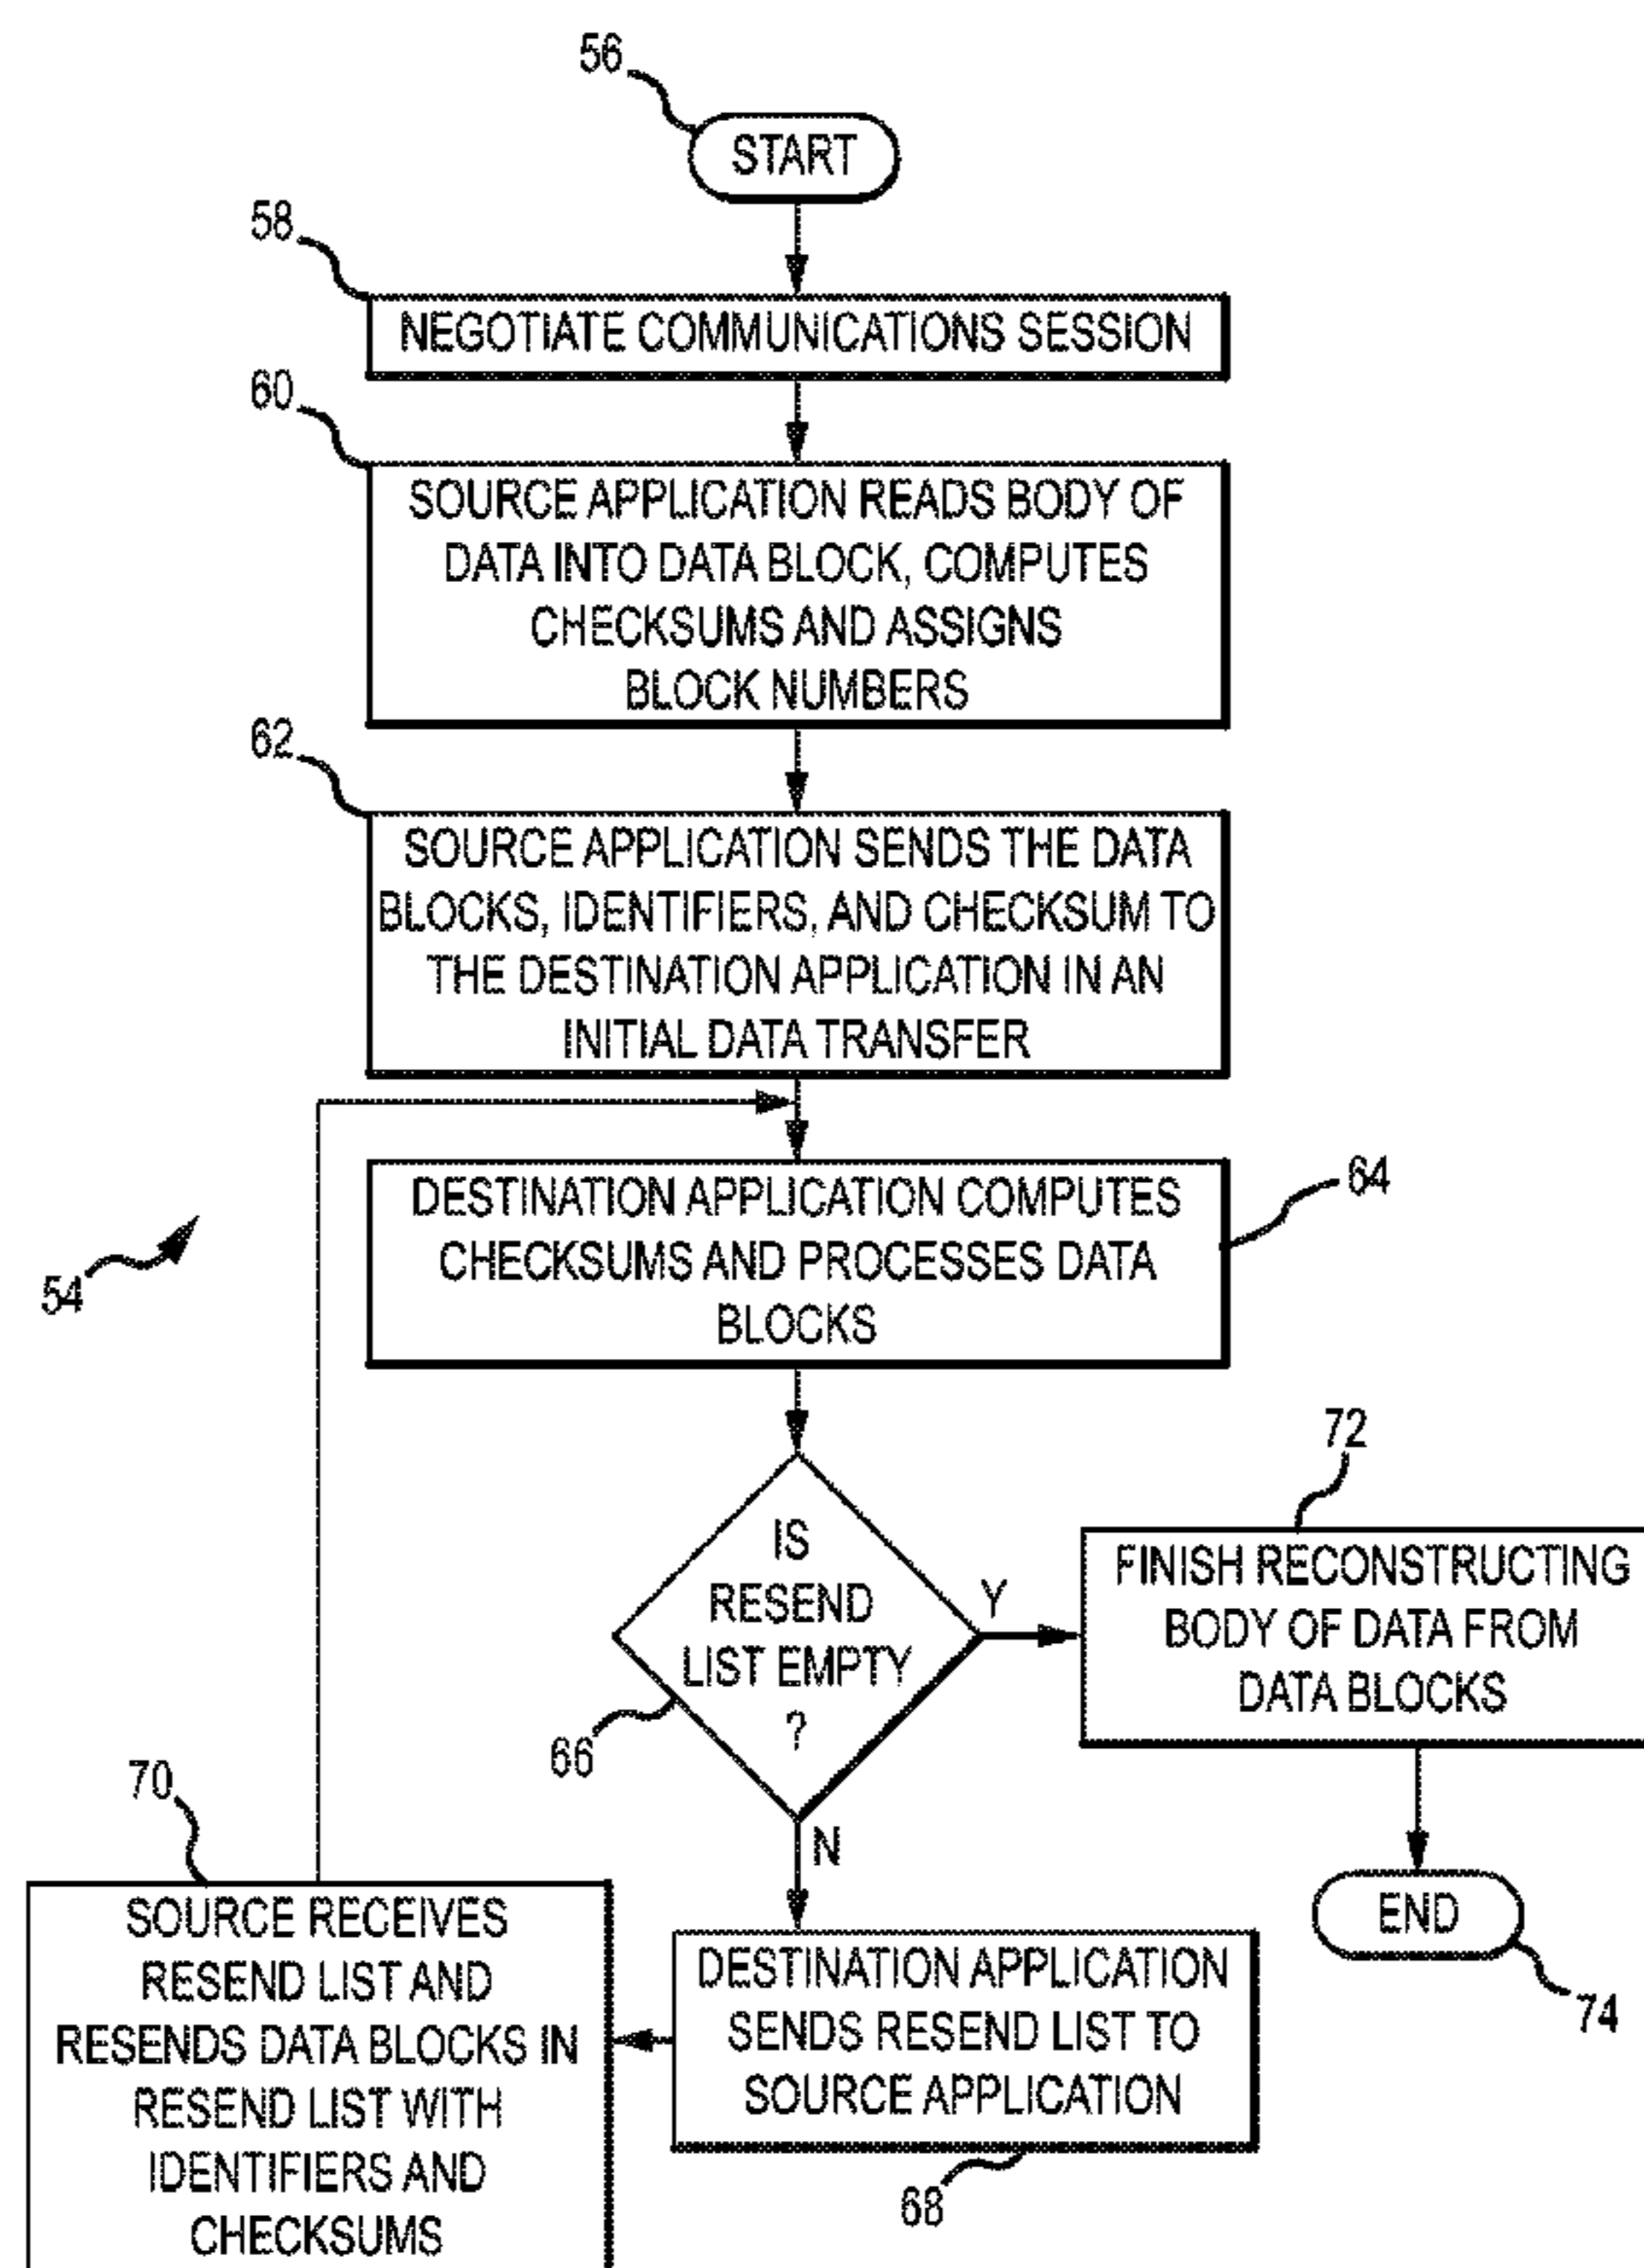 56
START
58
NEGOTIATE COMMUNICATIONS SESSION
60
SOURCE APPLICATION READS BODY OF
DATA INTO DATA BLOCK, COMPUTES
CHECKSUMS AND ASSIGNS
BLOCK NUMBERS
62
SOURCE APPLICATION SENDS THE DATA
BLOCKS, IDENTIFIERS, AND CHECKSUM TO
THE DESTINATION APPLICATION IN AN
INITIAL DATA TRANSFER
64
DESTINATION APPLICATION COMPUTES
CHECKSUMS AND PROCESSES DATA
BLOCKS
54
IS
RESEND
LIST EMPTY
?
66
Y
N
72
FINISH RECONSTRUCTING
BODY OF DATA FROM
DATA BLOCKS
END
74
DESTINATION APPLICATION
SENDS RESEND LIST TO
SOURCE APPLICATION
68
70
SOURCE RECEIVES
RESEND LIST AND
RESENDS DATA BLOCKS IN
RESEND LIST WITH
IDENTIFIERS AND
CHECKSUMS